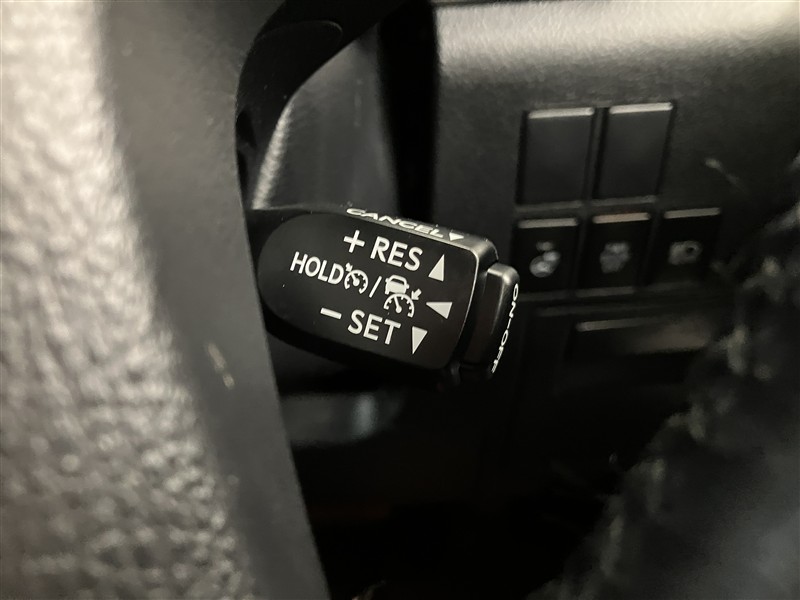 CANCEL
+ RES
HOLD /
− SET
ON-OFF